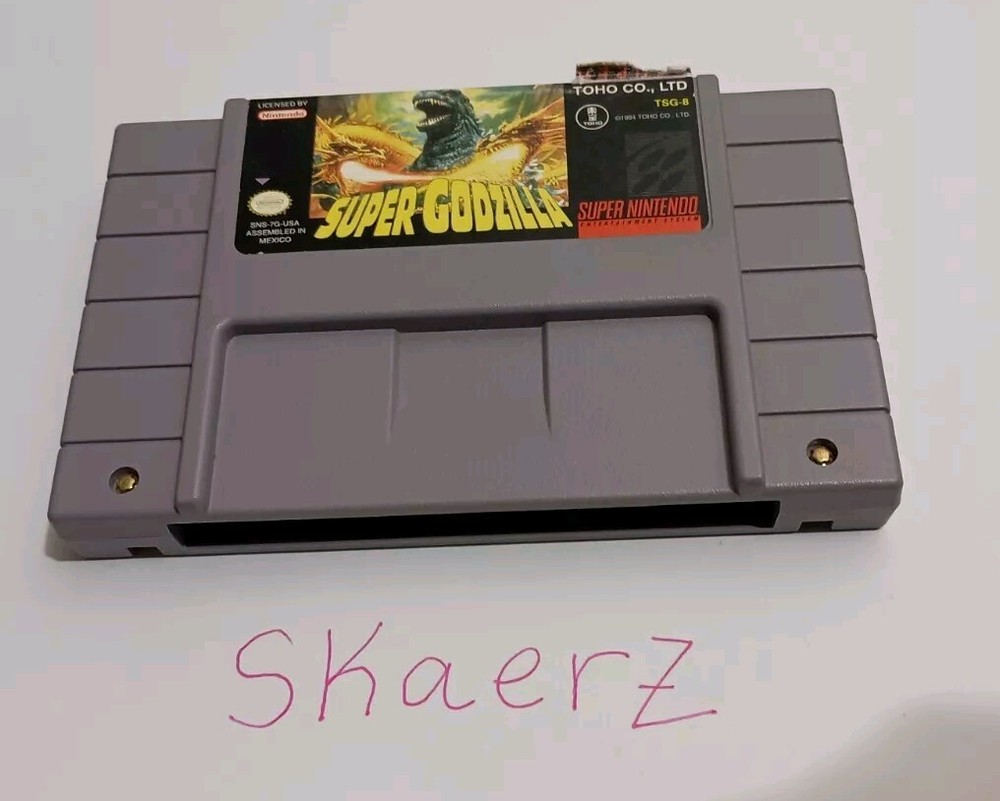 LICENSED BY
Nintendo
SNS-7G-USA
ASSEMBLED IN
MEXICO
SUPER GODZILLA
TOHO CO., LTD
TSG-8
TOHO
©1994 TOHO CO., LTD.
SUPER NINTENDO
ENTERTAINMENT SYSTEM
SKaerZ